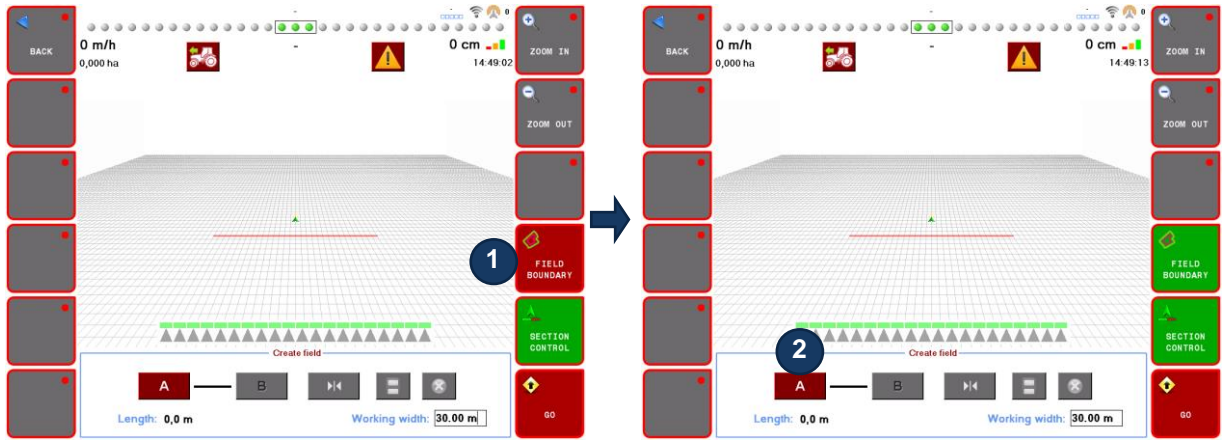 BACK
0 m/h
0,000 ha
-
-
0
0 cm
14:49:02
ZOOM IN
ZOOM OUT
1
FIELD
BOUNDARY
SECTION
CONTROL
GO
Create field
A
B
Length: 0,0 m
Working width: 30.00 m
BACK
0 m/h
0,000 ha
-
-
0
0 cm
14:49:13
ZOOM IN
ZOOM OUT
FIELD
BOUNDARY
SECTION
CONTROL
GO
2
Create field
A
B
Length: 0,0 m
Working width: 30.00 m